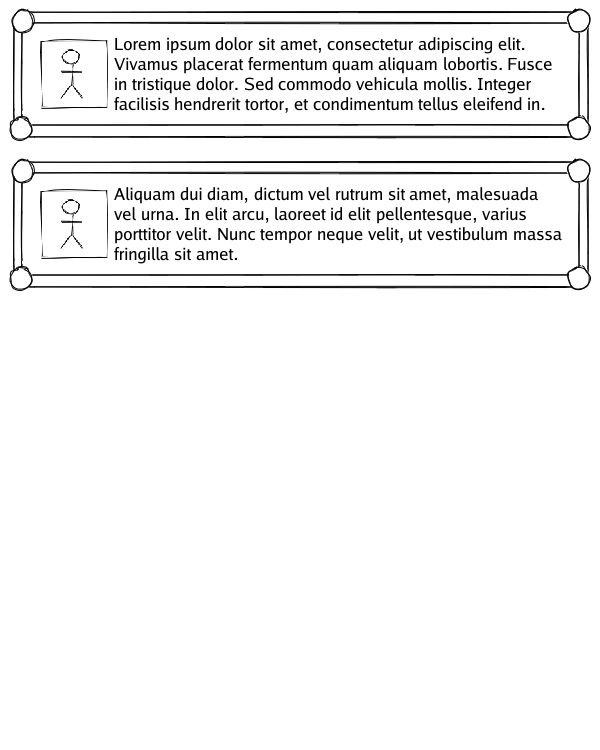 Lorem ipsum dolor sit amet, consectetur adipiscing elit.
Vivamus placerat fermentum quam aliquam lobortis. Fusce
in tristique dolor. Sed commodo vehicula mollis. Integer
facilisis hendrerit tortor, et condimentum tellus eleifend in.
Aliquam dui diam, dictum vel rutrum sit amet, malesuada
vel urna. In elit arcu, laoreet id elit pellentesque, varius
porttitor velit. Nunc tempor neque velit, ut vestibulum massa
fringilla sit amet.